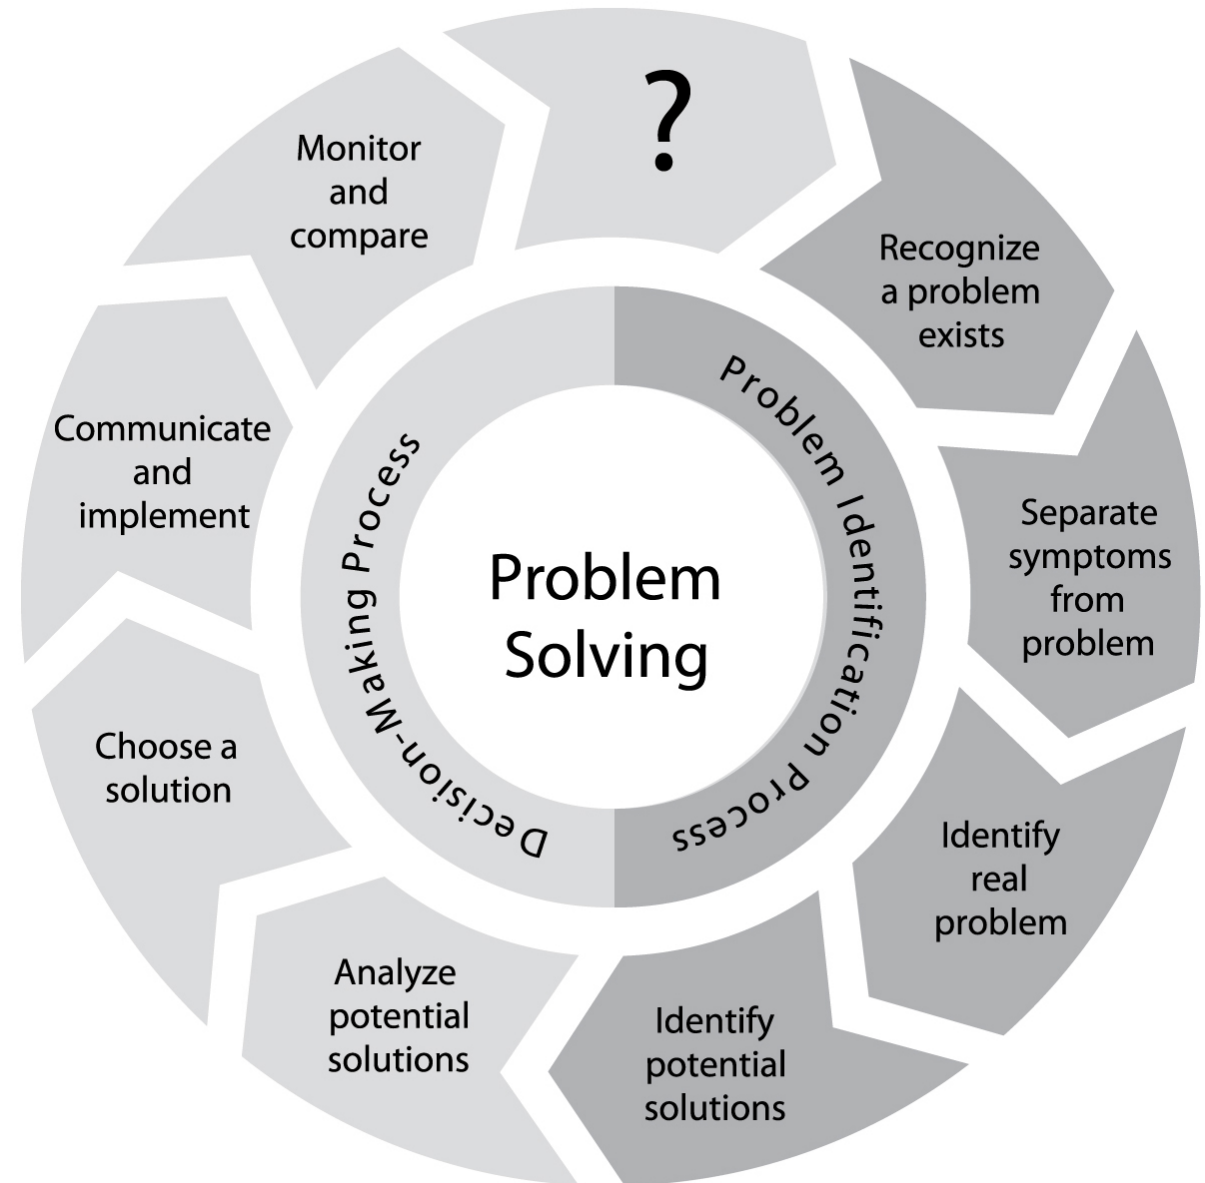 ?
Recognize
a problem
exists
Separate
symptoms
from
problem
Identify
real
problem
Identify
potential
solutions
Analyze
potential
solutions
Choose a
solution
Communicate
and
implement
Monitor
and
compare
Problem Identification Process
Decision-Making Process
Problem
Solving